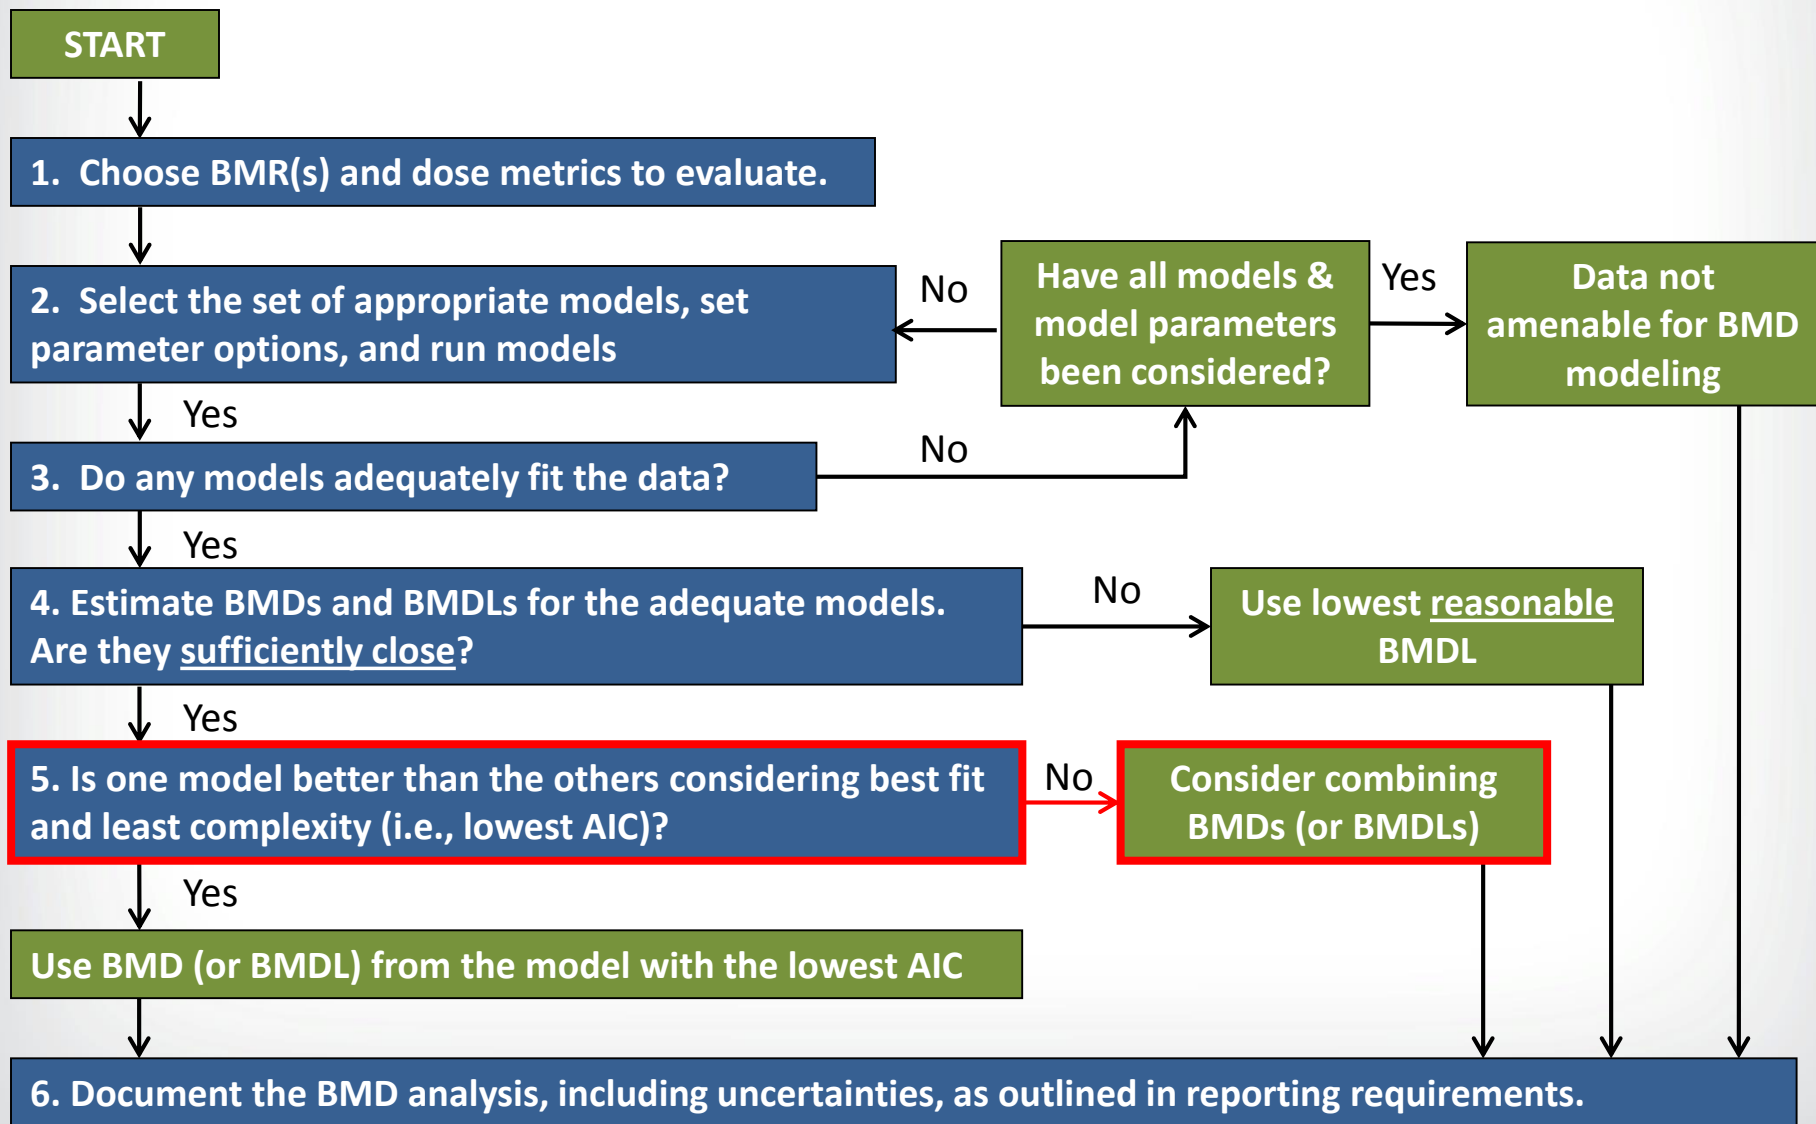 START
1. Choose BMR(s) and dose metrics to evaluate.
2. Select the set of appropriate models, set
parameter options, and run models
No
Have all models &
model parameters
been considered?
Yes
Data not
amenable for BMD
modeling
Yes
3. Do any models adequately fit the data?
No
Yes
4. Estimate BMDs and BMDLs for the adequate models.
Are they sufficiently close?
No
Use lowest reasonable
BMDL
Yes
5. Is one model better than the others considering best fit
and least complexity (i.e., lowest AIC)?
No
Consider combining
BMDs (or BMDLs)
Yes
Use BMD (or BMDL) from the model with the lowest AIC
6. Document the BMD analysis, including uncertainties, as outlined in reporting requirements.